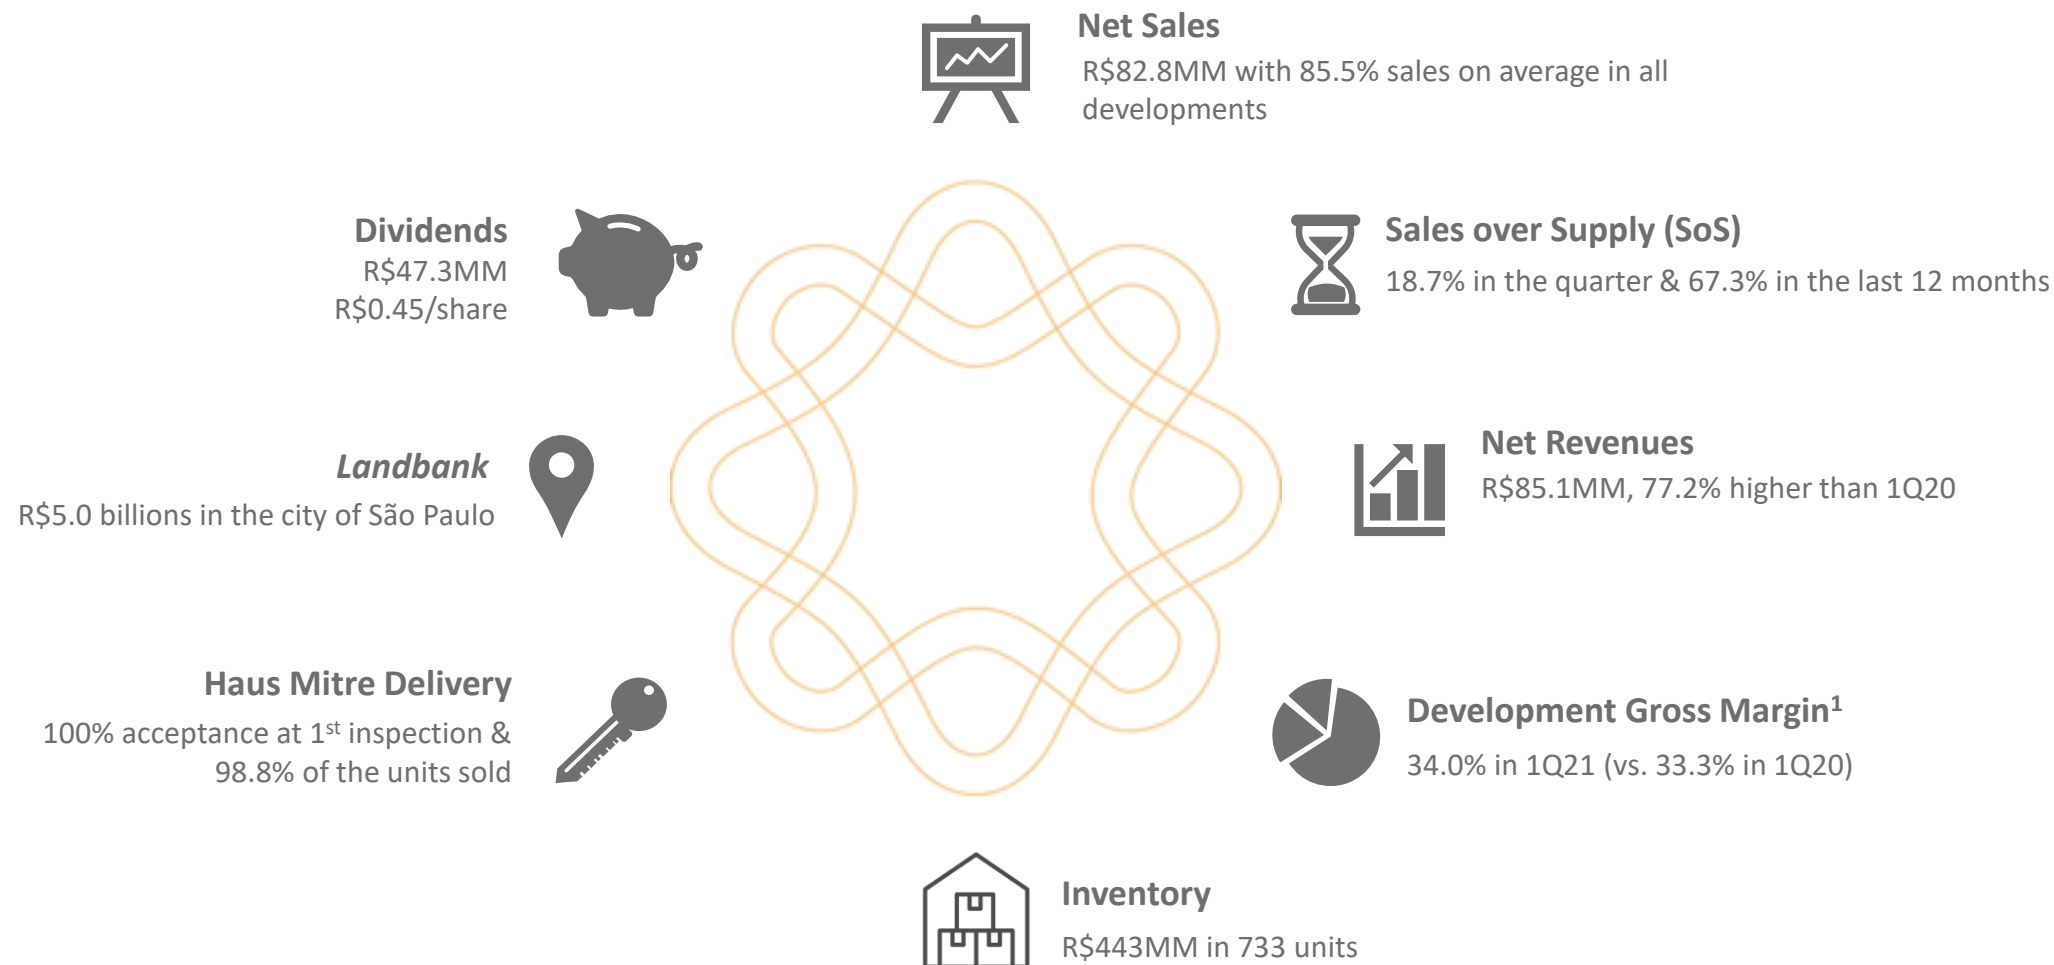 Net Sales
R$82.8MM with 85.5% sales on average in all
developments
Dividends
R$47.3MM
R$0.45/share
Sales over Supply (SoS)
18.7% in the quarter & 67.3% in the last 12 months
Landbank
R$5.0 billions in the city of São Paulo
Net Revenues
R$85.1MM, 77.2% higher than 1Q20
Haus Mitre Delivery
100% acceptance at 1st inspection &
98.8% of the units sold
Development Gross Margin1
34.0% in 1Q21 (vs. 33.3% in 1Q20)
Inventory
R$443MM in 733 units